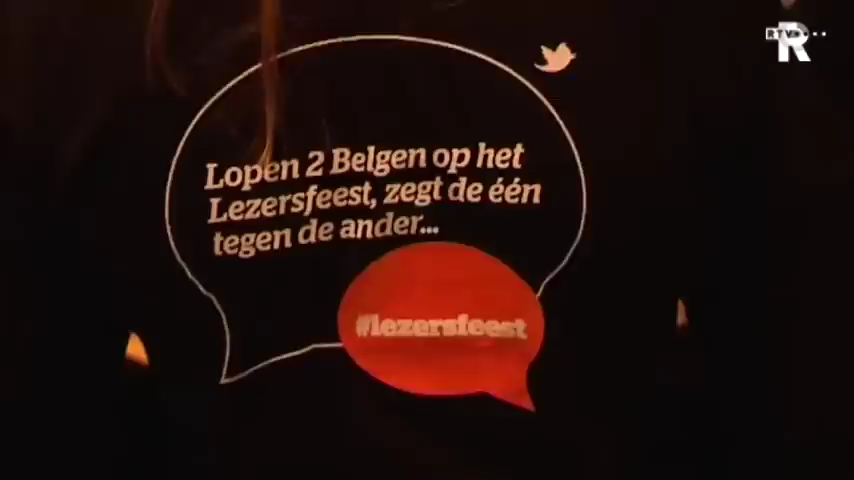 RTV
R
Lopen 2 Belgen op het
Lezersfeest, zegt de één
tegen de ander...
#lezersfeest